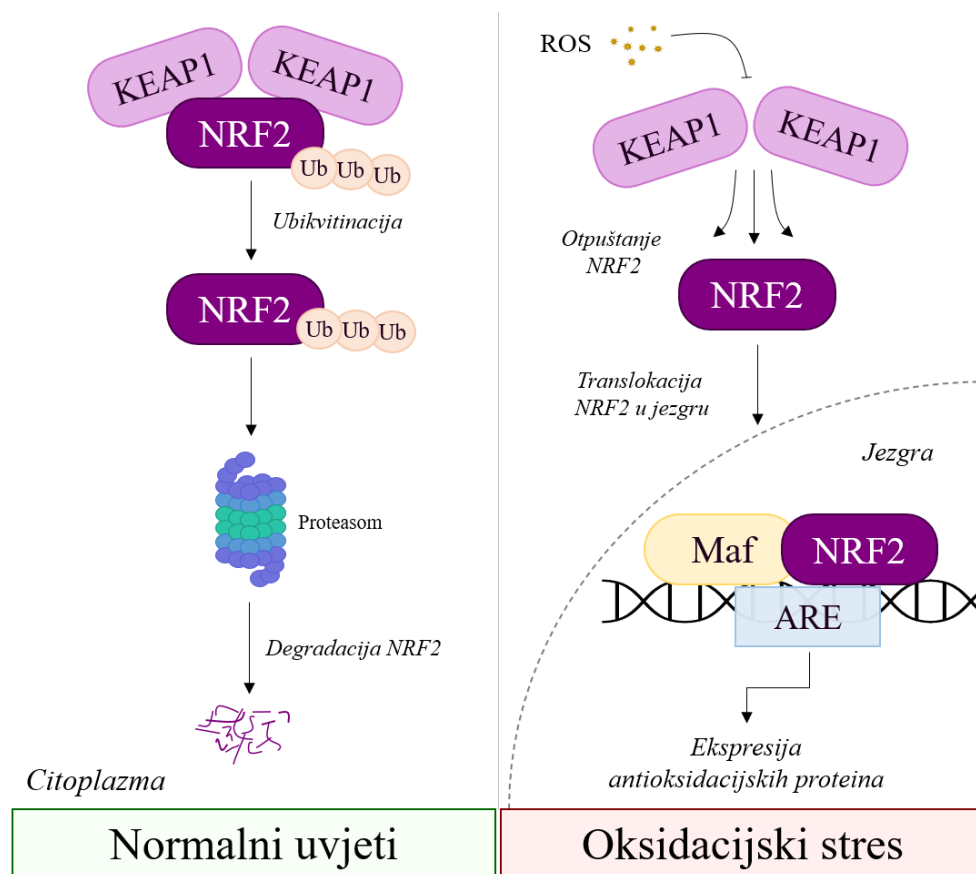 KEAP1
KEAP1
NRF2
Ub
Ub
Ub
Ubikvitinacija
NRF2
Ub
Ub
Ub
Proteasom
Degradacija NRF2
Citoplazma
Normalni uvjeti
ROS
KEAP1
KEAP1
Otpuštanje
NRF2
NRF2
Translokacija
NRF2 u jezgru
Jezgra
Maf
NRF2
ARE
Ekspresija
antioksidacijskih proteina
Oksidacijski stres